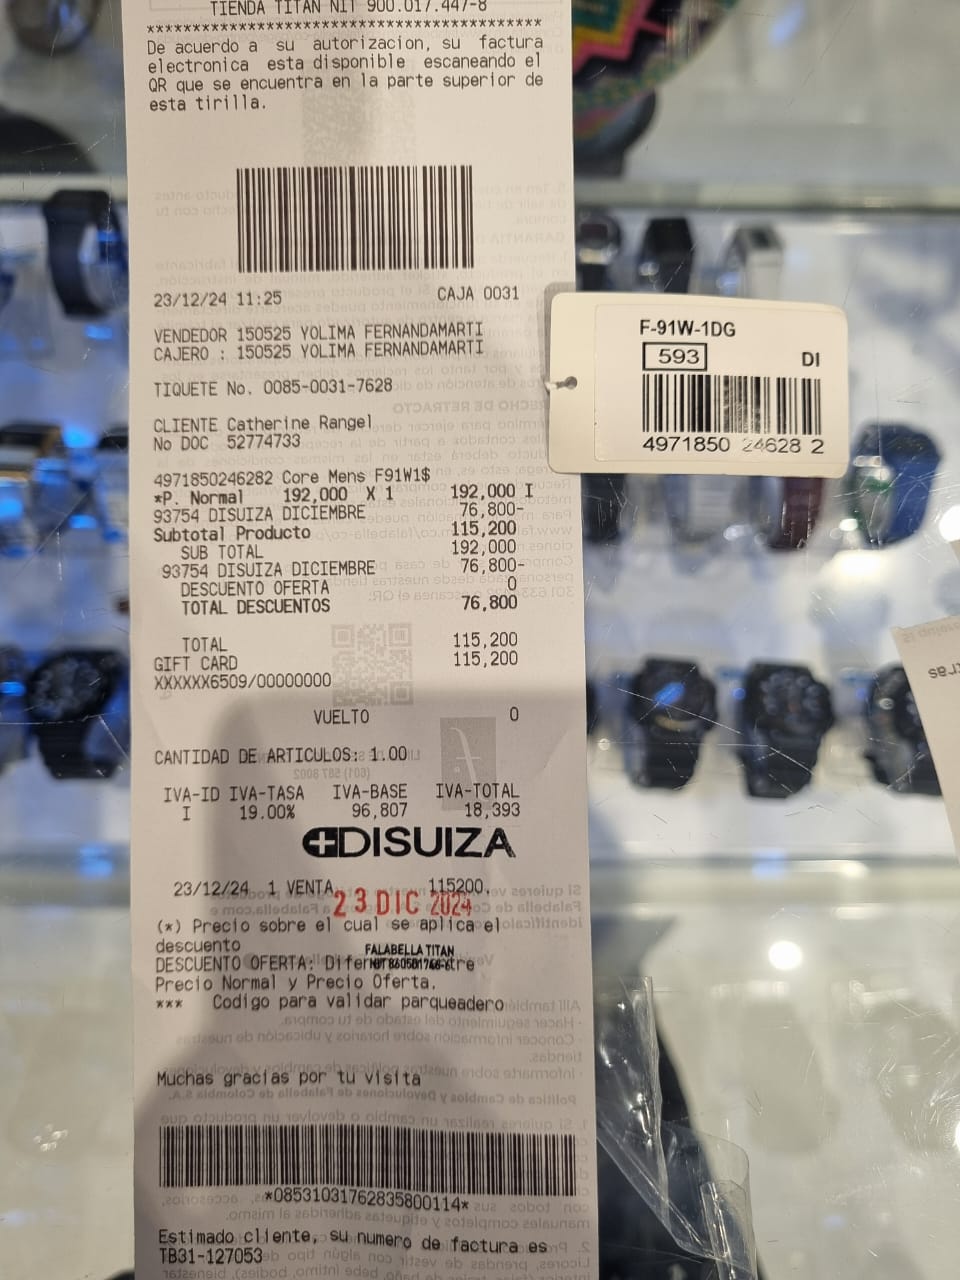 TIENDA TITAN NIT 900.017.447-8
****************************************
De acuerdo a su autorizacion, su factura
electronica esta disponible escaneando el
QR que se encuentra en la parte superior de
esta tirilla.
23/12/24 11:25 CAJA 0031
VENDEDOR 150525 YOLIMA FERNANDAMARTI
CAJERO : 150525 YOLIMA FERNANDAMARTI
TIQUETE No. 0085-0031-7628
CLIENTE Catherine Rangel
No DOC 52774733
4971850246282 Core Mens F91W1$
*P. Normal 192,000 X 1 192,000 I
93754 DISUIZA DICIEMBRE 76,800-
Subtotal Producto 115,200
SUB TOTAL 192,000
93754 DISUIZA DICIEMBRE 76,800-
DESCUENTO OFERTA 0
TOTAL DESCUENTOS 76,800
TOTAL 115,200
GIFT CARD 115,200
XXXXXX6509/00000000
VUELTO 0
CANTIDAD DE ARTICULOS: 1.00
IVA-ID IVA-TASA IVA-BASE IVA-TOTAL
I 19.00% 96,807 18,393
DISUIZA
23/12/24 1 VENTA 115200.
23 DIC 2024
(*) Precio sobre el cual se aplica el
descuento
FALABELLA TITAN
DESCUENTO OFERTA:
Precio Normal y Precio Oferta.
*** Codigo para validar parqueadero
Muchas gracias por tu visita
*08531031762835800114*
Estimado cliente, su numero de factura es
TB31-127053
F-91W-1DG
593 DI
4971850 24628 2